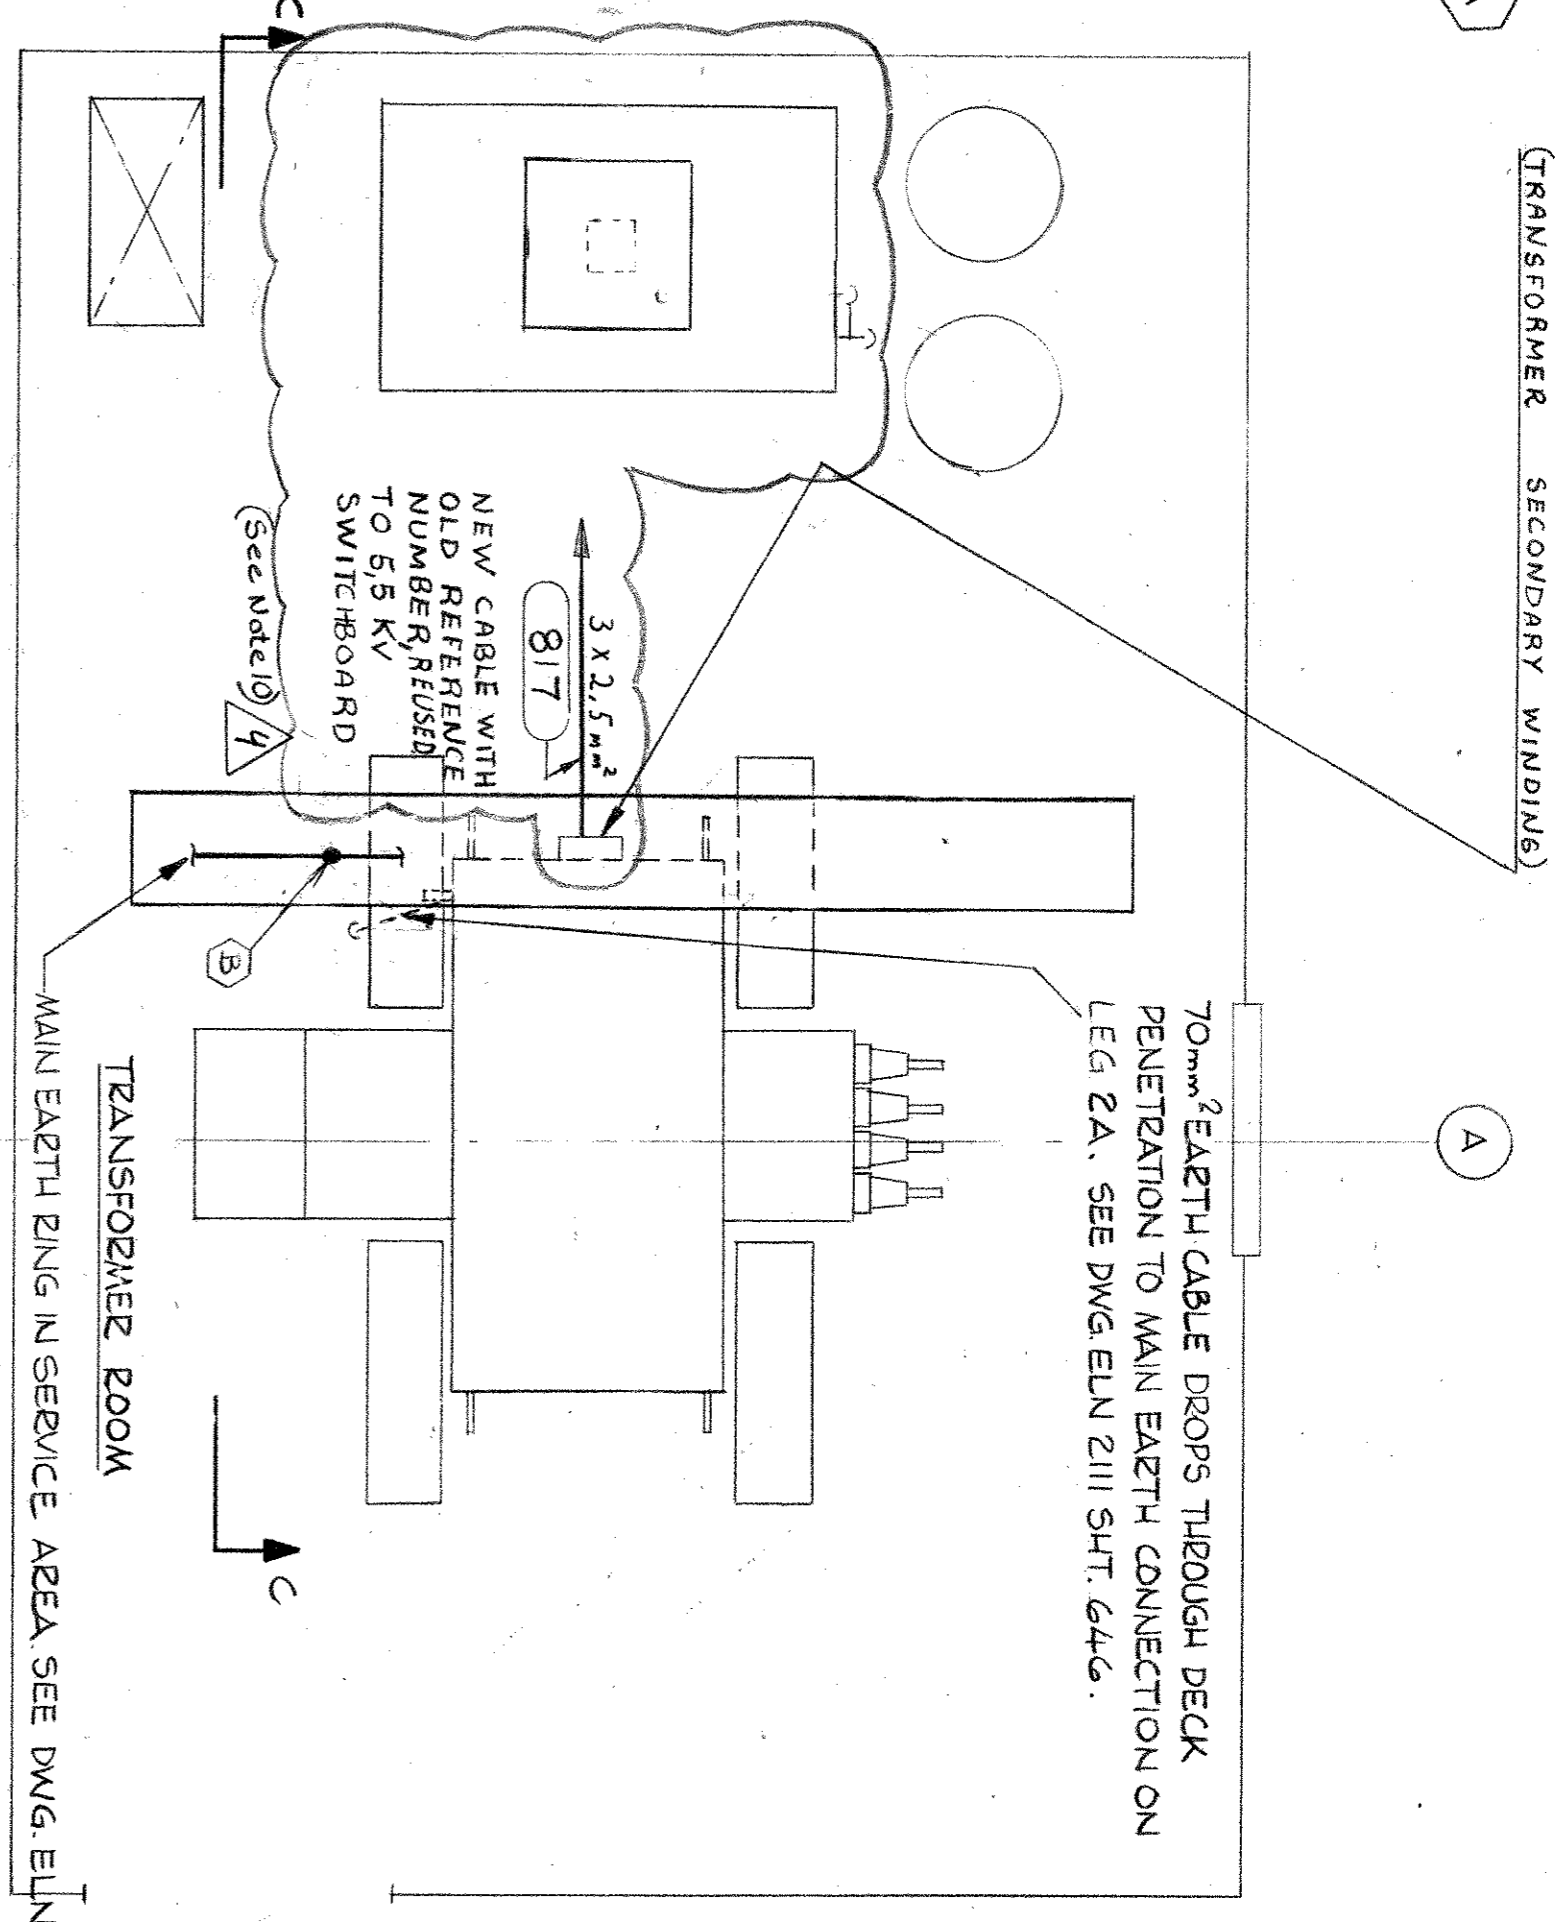 (TRANSFORMER SECONDARY WINDING)
A
70mm² EARTH CABLE DROPS THROUGH DECK
PENETRATION TO MAIN EARTH CONNECTION ON
LEG 2A. SEE DWG. ELN 2111 SHT. 646.
3 x 2,5 mm²
817
NEW CABLE WITH
OLD REFERENCE
NUMBER, REUSED
TO 5,5 KV
SWITCHBOARD
(See Note 10)
4
B
C
C
TRANSFORMER ROOM
MAIN EARTH RING IN SERVICE AREA. SEE DWG. ELN